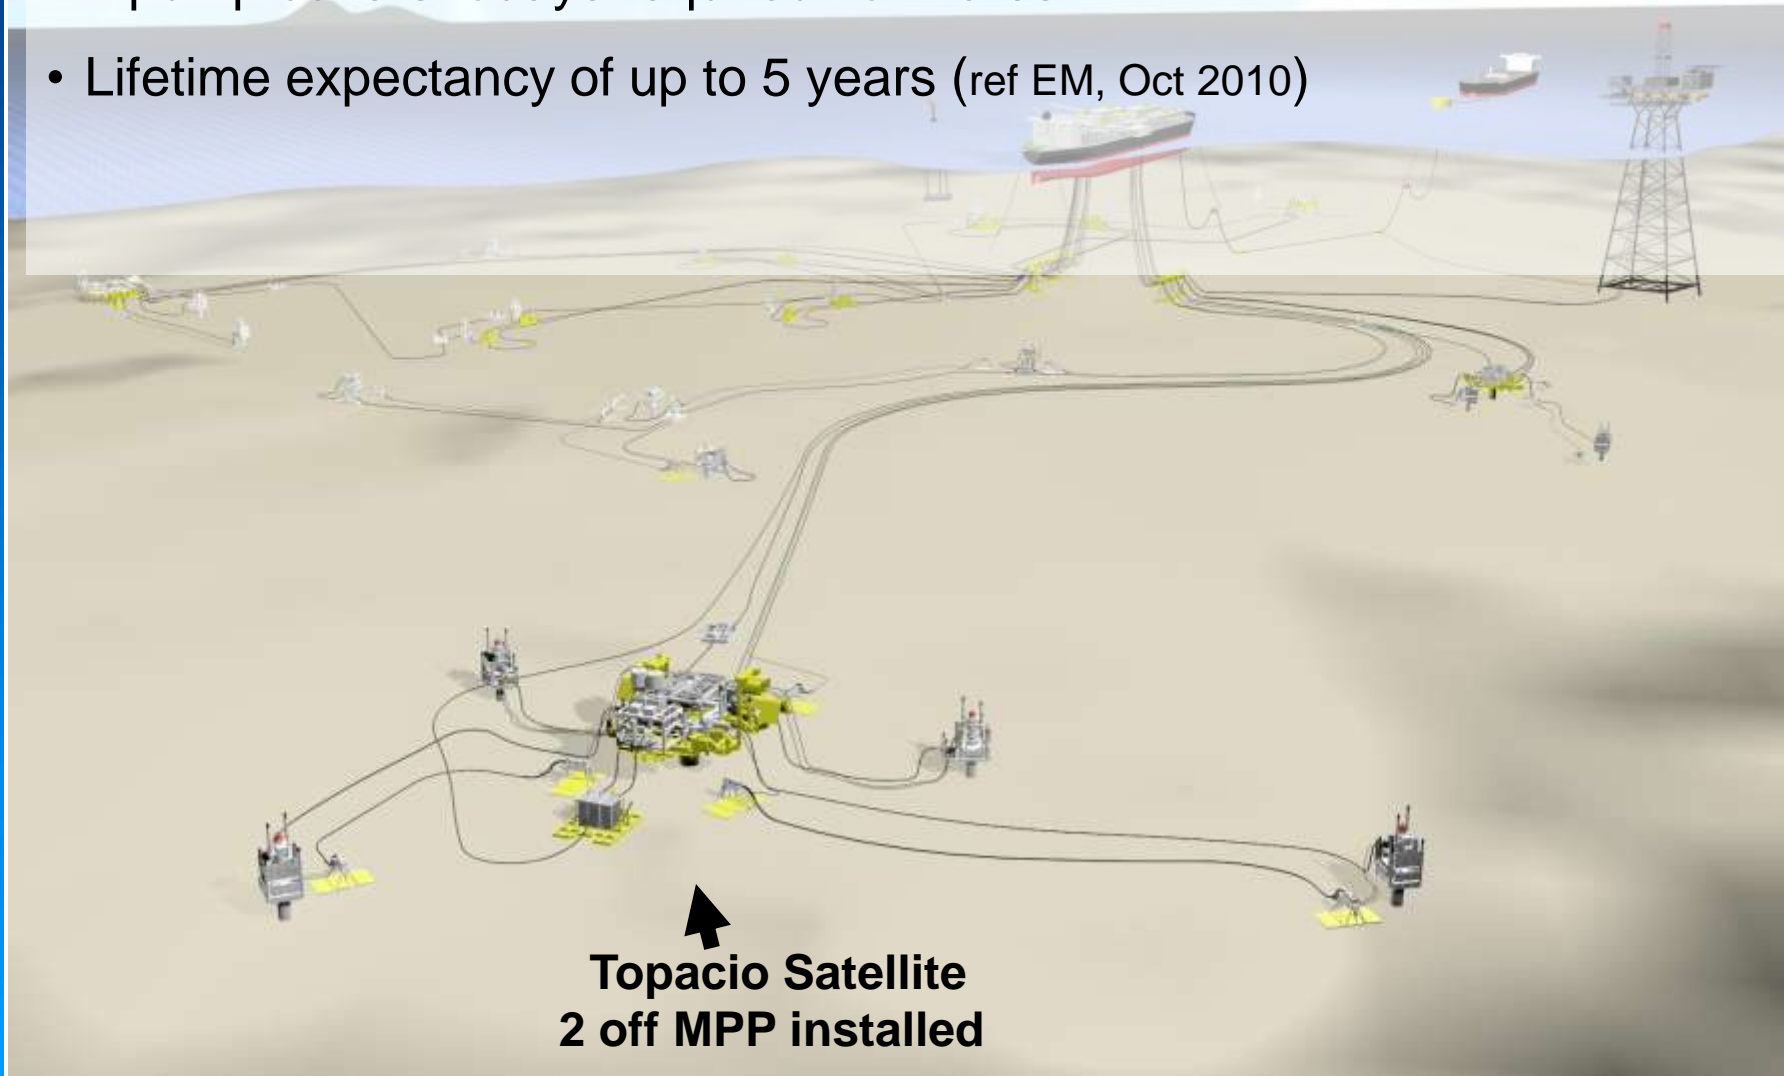 • Lifetime expectancy of up to 5 years (ref EM, Oct 2010)
Topacio Satellite
2 off MPP installed